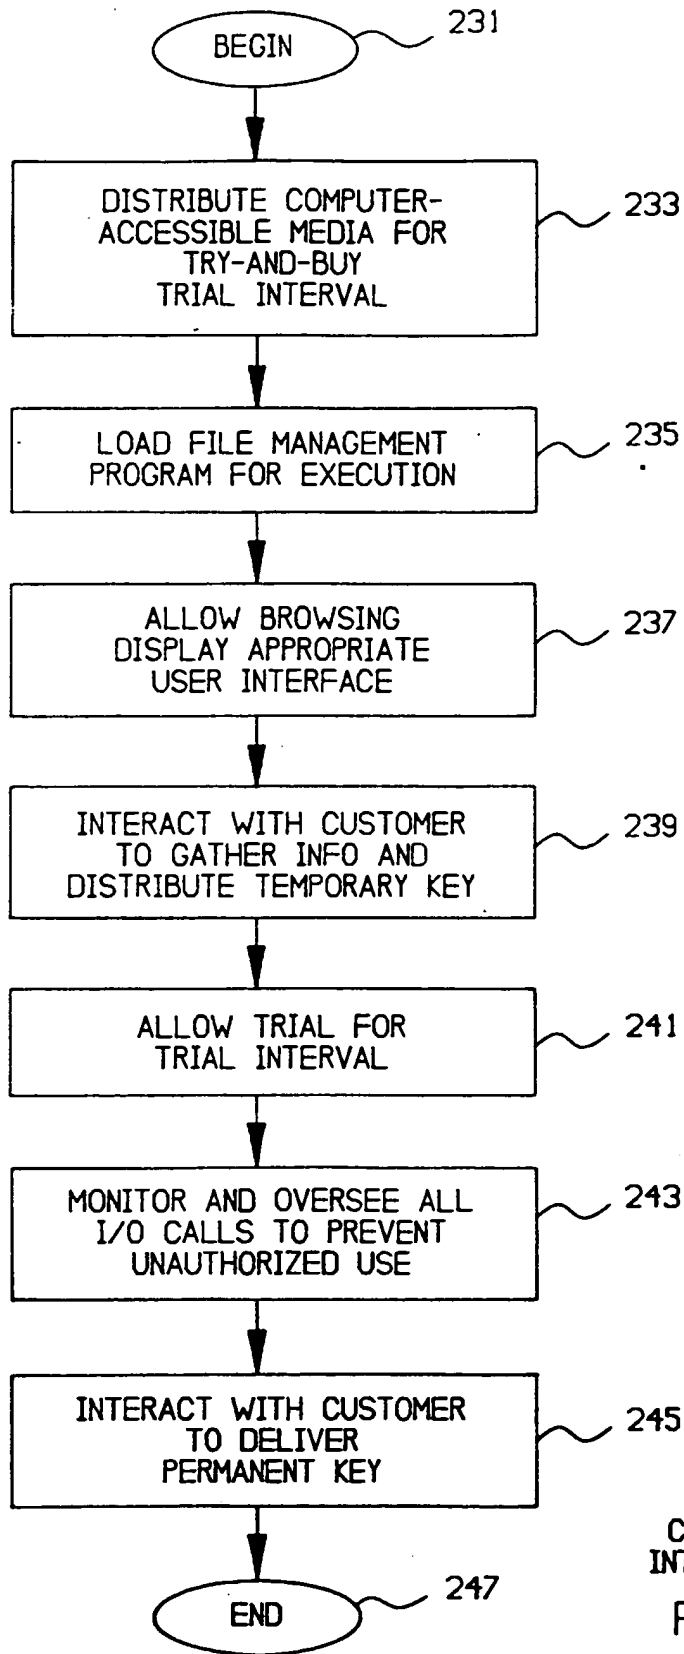 BEGIN
231
DISTRIBUTE COMPUTER-
ACCESSIBLE MEDIA FOR
TRY-AND-BUY
TRIAL INTERVAL
233
LOAD FILE MANAGEMENT
PROGRAM FOR EXECUTION
235
ALLOW BROWSING
DISPLAY APPROPRIATE
USER INTERFACE
237
INTERACT WITH CUSTOMER
TO GATHER INFO AND
DISTRIBUTE TEMPORARY KEY
239
ALLOW TRIAL FOR
TRIAL INTERVAL
241
MONITOR AND OVERSEE ALL
I/O CALLS TO PREVENT
UNAUTHORIZED USE
243
INTERACT WITH CUSTOMER
TO DELIVER
PERMANENT KEY
245
END
247